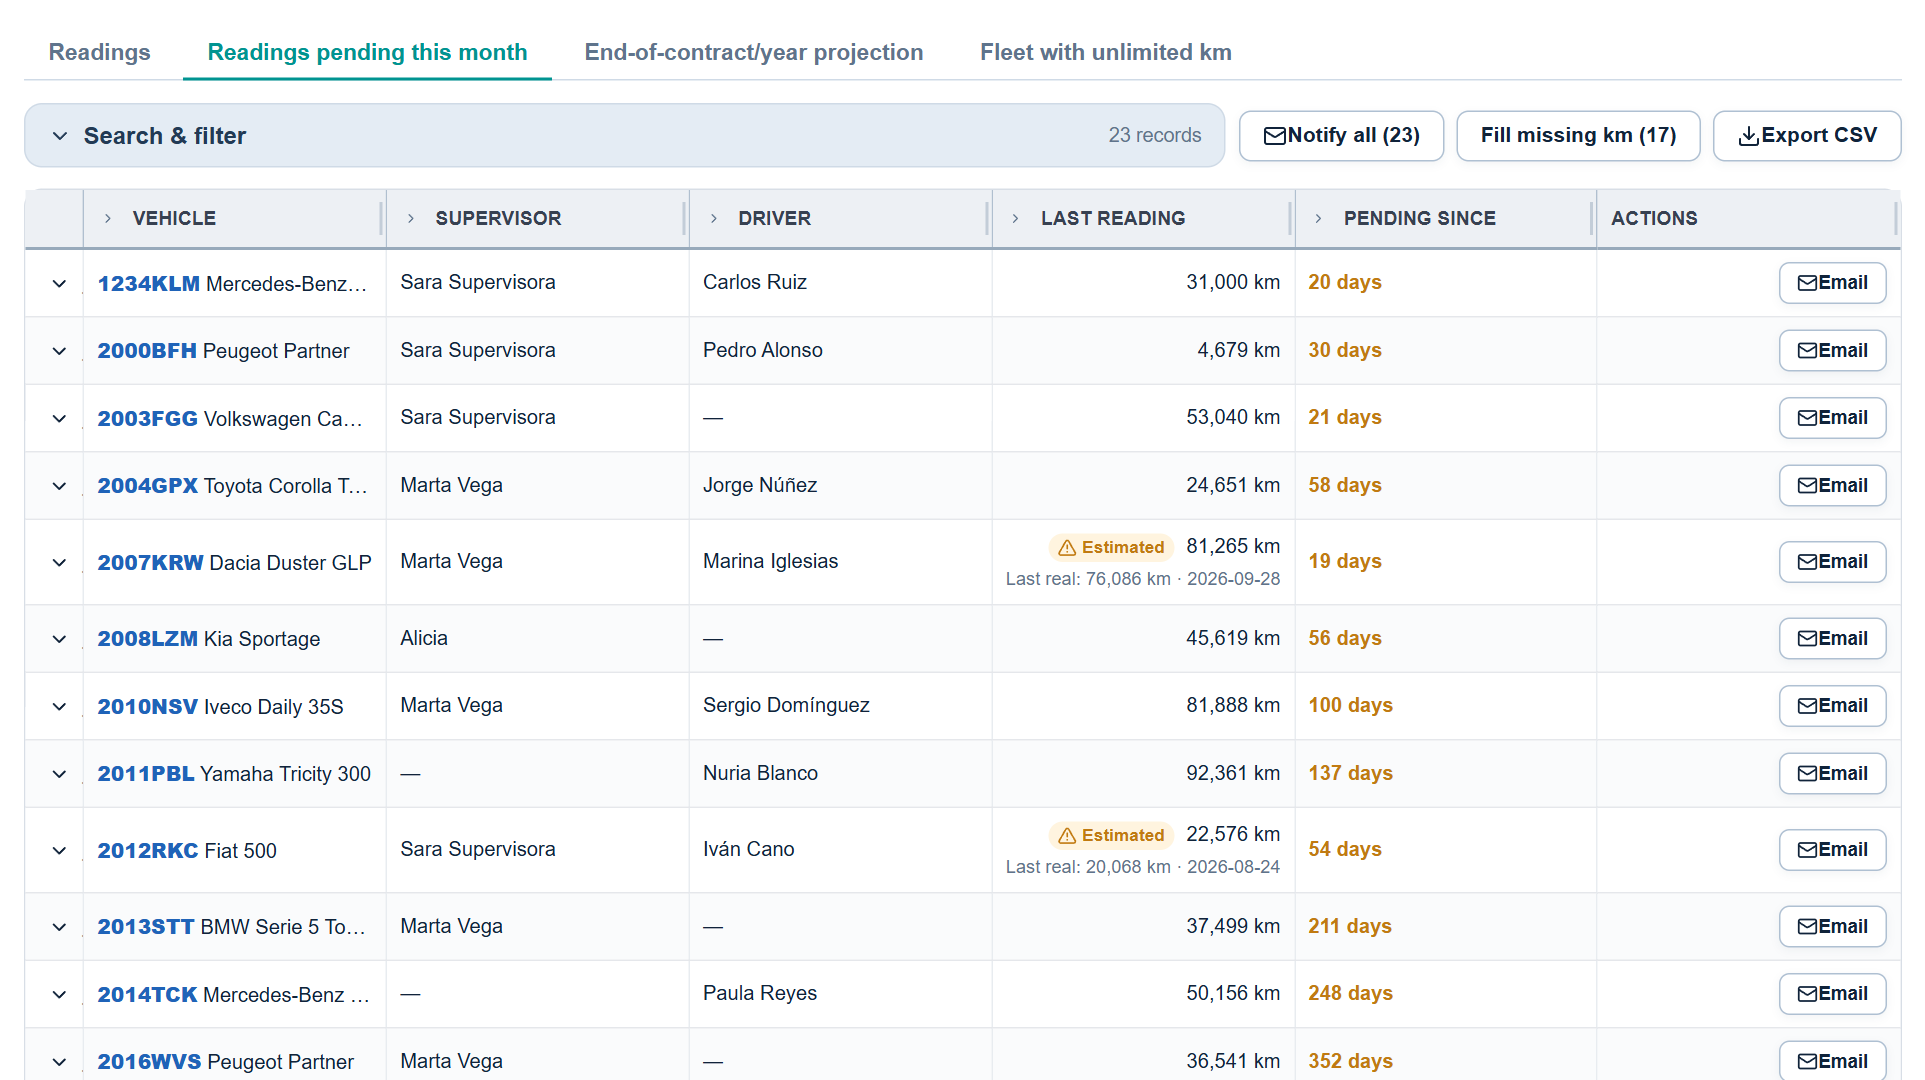 Readings Readings pending this month End-of-contract/year projection Fleet with unlimited km
Search & filter 23 records Notify all (23) Fill missing km (17) Export CSV
VEHICLE SUPERVISOR DRIVER LAST READING PENDING SINCE ACTIONS
1234KLM Mercedes-Benz… Sara Supervisora Carlos Ruiz 31,000 km 20 days Email
2000BFH Peugeot Partner Sara Supervisora Pedro Alonso 4,679 km 30 days Email
2003FGG Volkswagen Ca… Sara Supervisora — 53,040 km 21 days Email
2004GPX Toyota Corolla T… Marta Vega Jorge Núñez 24,651 km 58 days Email
2007KRW Dacia Duster GLP Marta Vega Marina Iglesias Estimated 81,265 km 19 days Email
Last real: 76,086 km · 2026-09-28
2008LZM Kia Sportage Alicia — 45,619 km 56 days Email
2010NSV Iveco Daily 35S Marta Vega Sergio Domínguez 81,888 km 100 days Email
2011PBL Yamaha Tricity 300 — Nuria Blanco 92,361 km 137 days Email
2012RKC Fiat 500 Sara Supervisora Iván Cano Estimated 22,576 km 54 days Email
Last real: 20,068 km · 2026-08-24
2013STT BMW Serie 5 To… Marta Vega — 37,499 km 211 days Email
2014TCK Mercedes-Benz … — Paula Reyes 50,156 km 248 days Email
2016WVS Peugeot Partner Marta Vega — 36,541 km 352 days Email